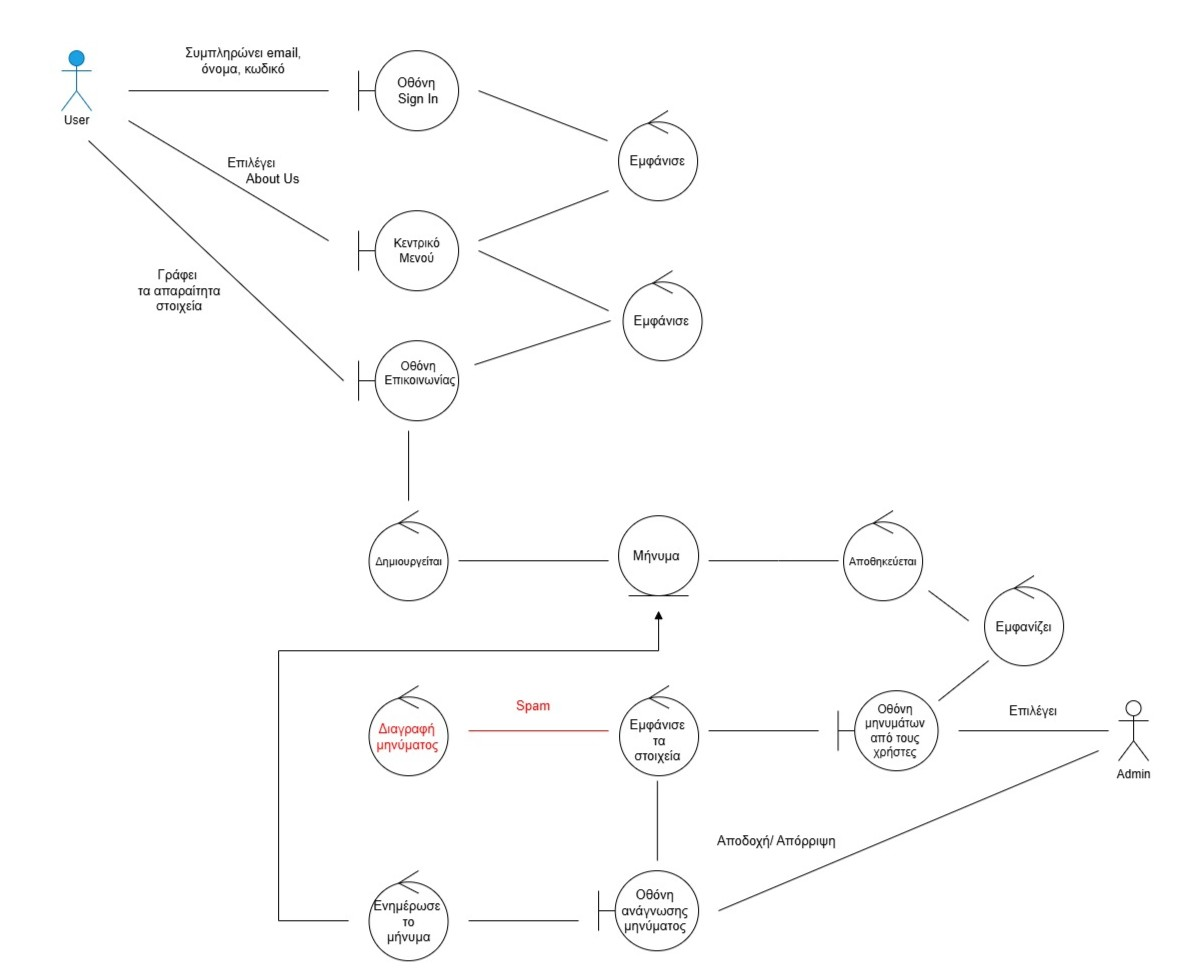 Συμπληρώνει email,
όνομα, κωδικό
User
Οθόνη
Sign In
Εμφάνισε
Επιλέγει
About Us
Κεντρικό
Μενού
Γράφει
τα απαραίτητα
στοιχεία
Εμφάνισε
Οθόνη
Επικοινωνίας
Δημιουργείται
Μήνυμα
Αποθηκεύεται
Εμφανίζει
Διαγραφή
μηνύματος
Spam
Εμφάνισε
τα
στοιχεία
Οθόνη
μηνυμάτων
από τους
χρήστες
Επιλέγει
Admin
Αποδοχή/ Απόρριψη
Ενημέρωσε
το
μήνυμα
Οθόνη
ανάγνωσης
μηνύματος